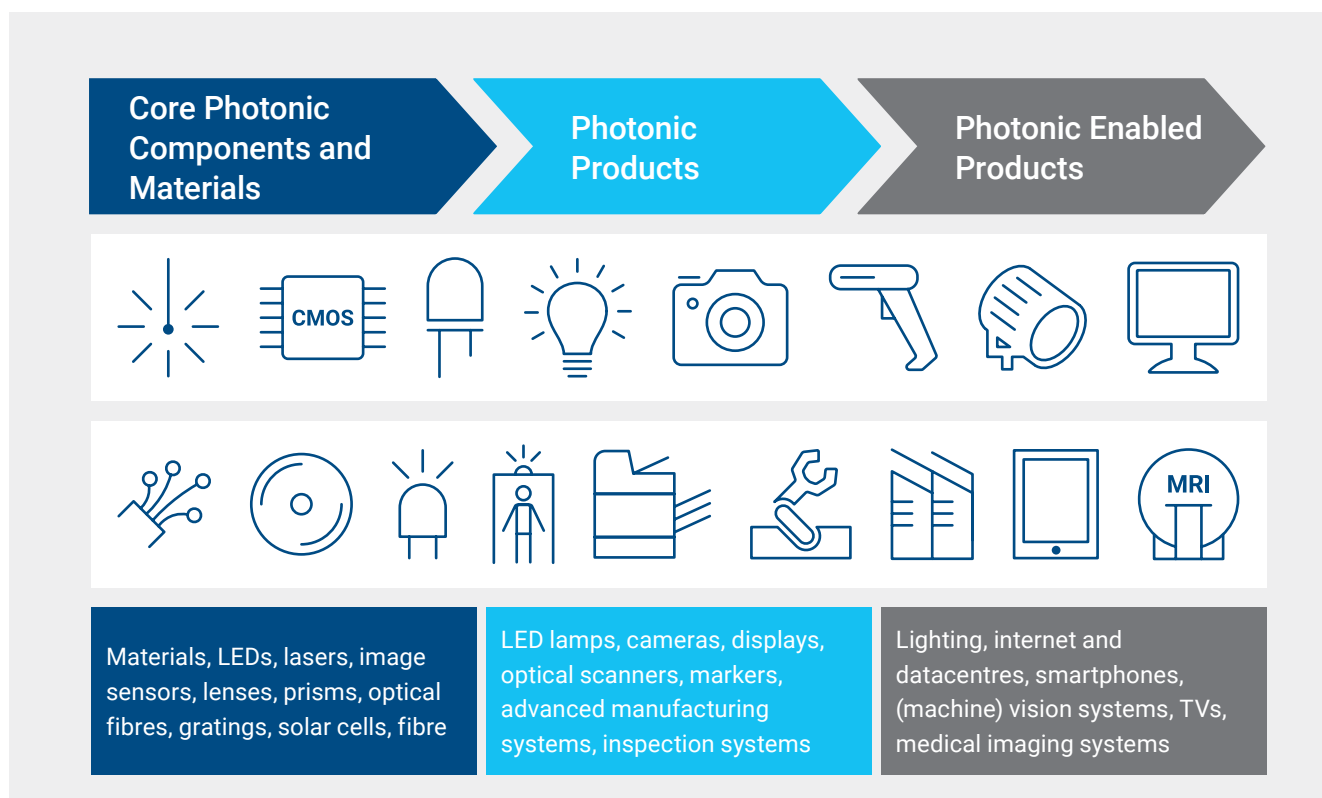 Core Photonic
Components and
Materials
Photonic
Products
Photonic Enabled
Products
CMOS
MRI
Materials, LEDs, lasers, image
sensors, lenses, prisms, optical
fibres, gratings, solar cells, fibre
LED lamps, cameras, displays,
optical scanners, markers,
advanced manufacturing
systems, inspection systems
Lighting, internet and
datacentres, smartphones,
(machine) vision systems, TVs,
medical imaging systems